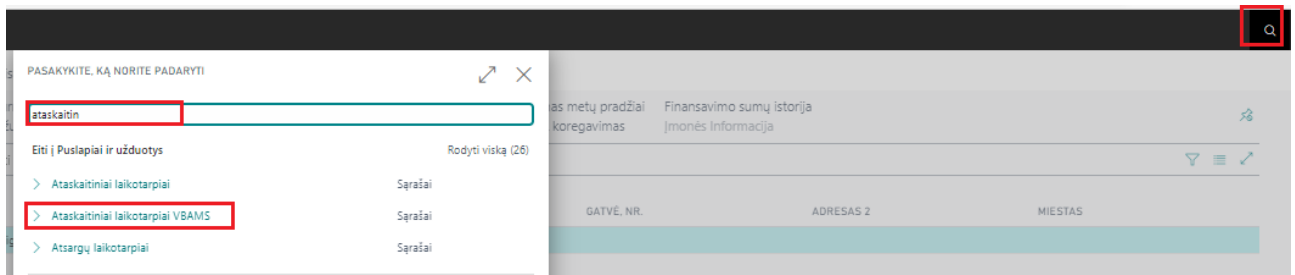 PASAKYKITE, KĄ NORITE PADARYTI
ataskaitin
as metų pradžiai Finansavimo sumų istorija
koregavimas Įmonės Informacija
Eiti į Puslapiai ir užduotys Rodyti viską (26)
Ataskaitiniai laikotarpiai Sąrašai
Ataskaitiniai laikotarpiai VBAMS Sąrašai
GATVĖ, NR. ADRESAS 2 MIESTAS
Atsargų laikotarpiai Sąrašai